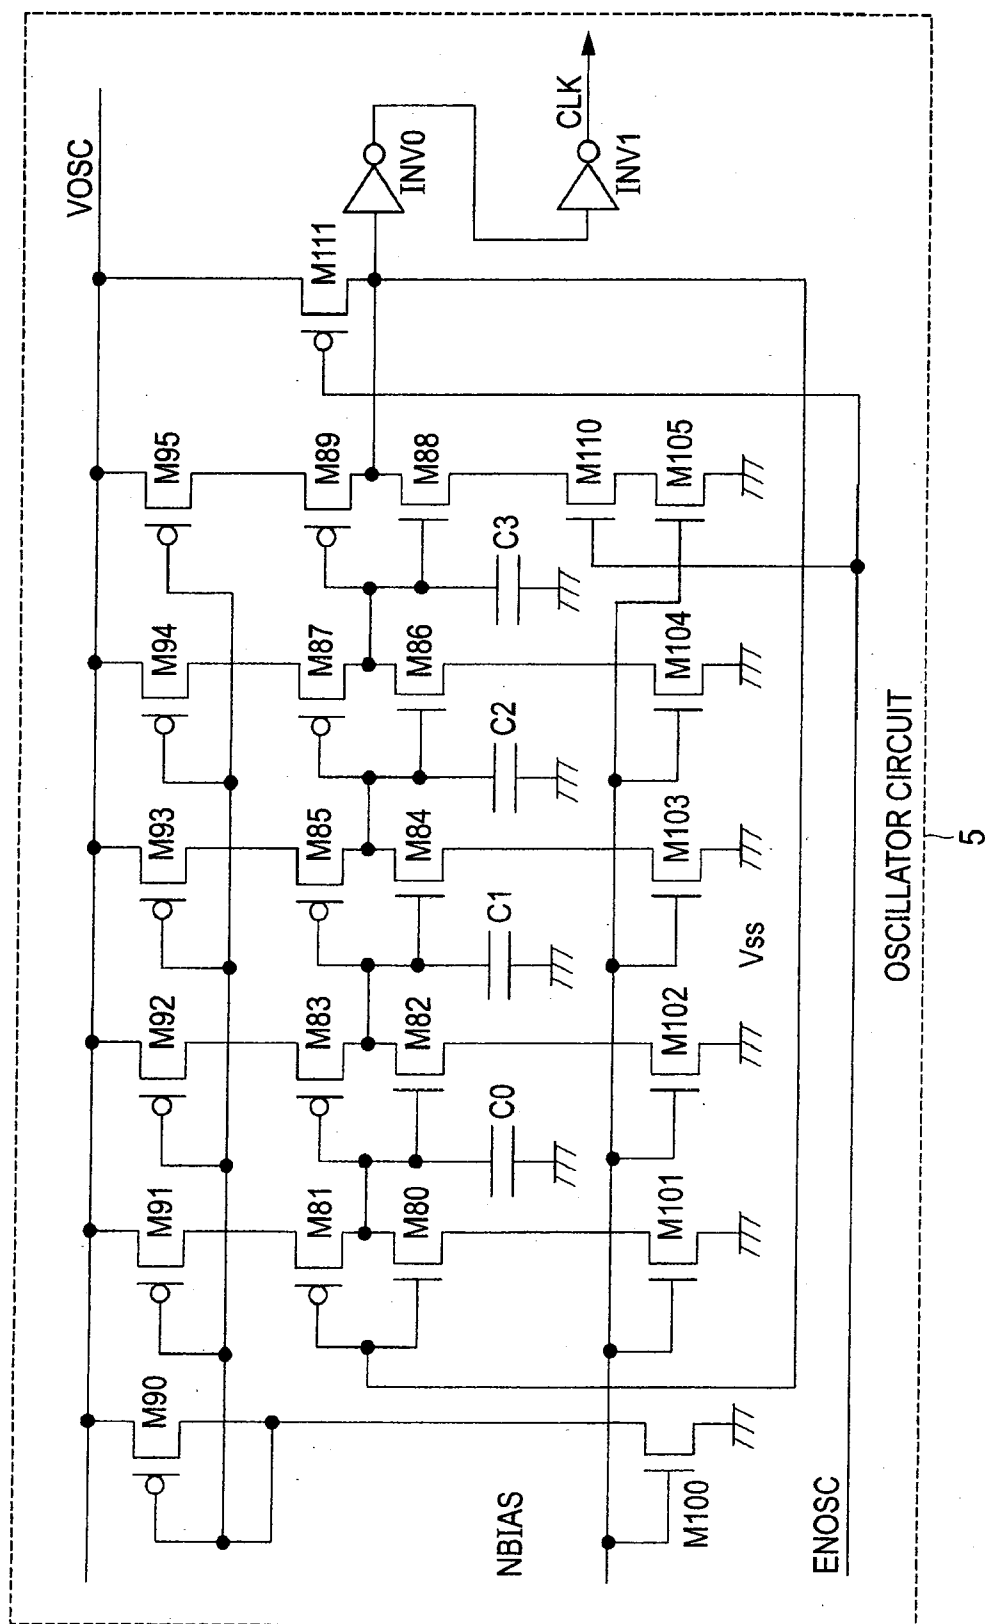 VOSC
M90
M91
M92
M93
M94
M95
M111
INV0
INV1
CLK
M81
M83
M85
M87
M89
M80
M82
M84
M86
M88
C0
C1
C2
C3
M110
NBIAS
M100
M101
M102
M103
M104
M105
Vss
ENOSC
OSCILLATOR CIRCUIT
5